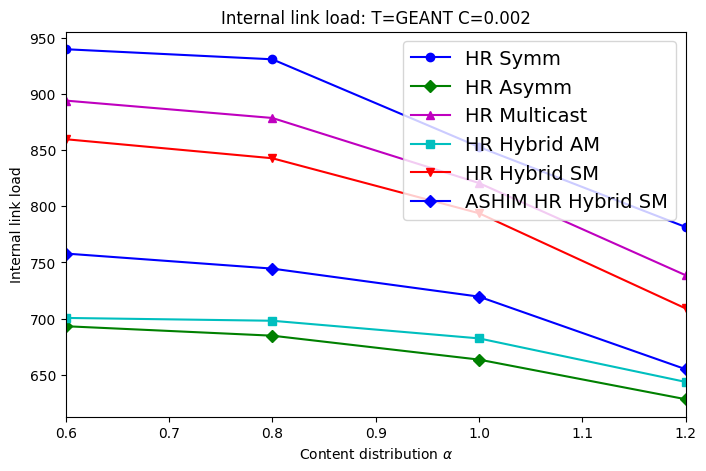 Internal link load: T=GEANT C=0.002
950
900
850
800
750
700
650
Internal link load
HR Symm
HR Asymm
HR Multicast
HR Hybrid AM
HR Hybrid SM
ASHIM HR Hybrid SM
0.6 0.7 0.8 0.9 1.0 1.1 1.2
Content distribution α